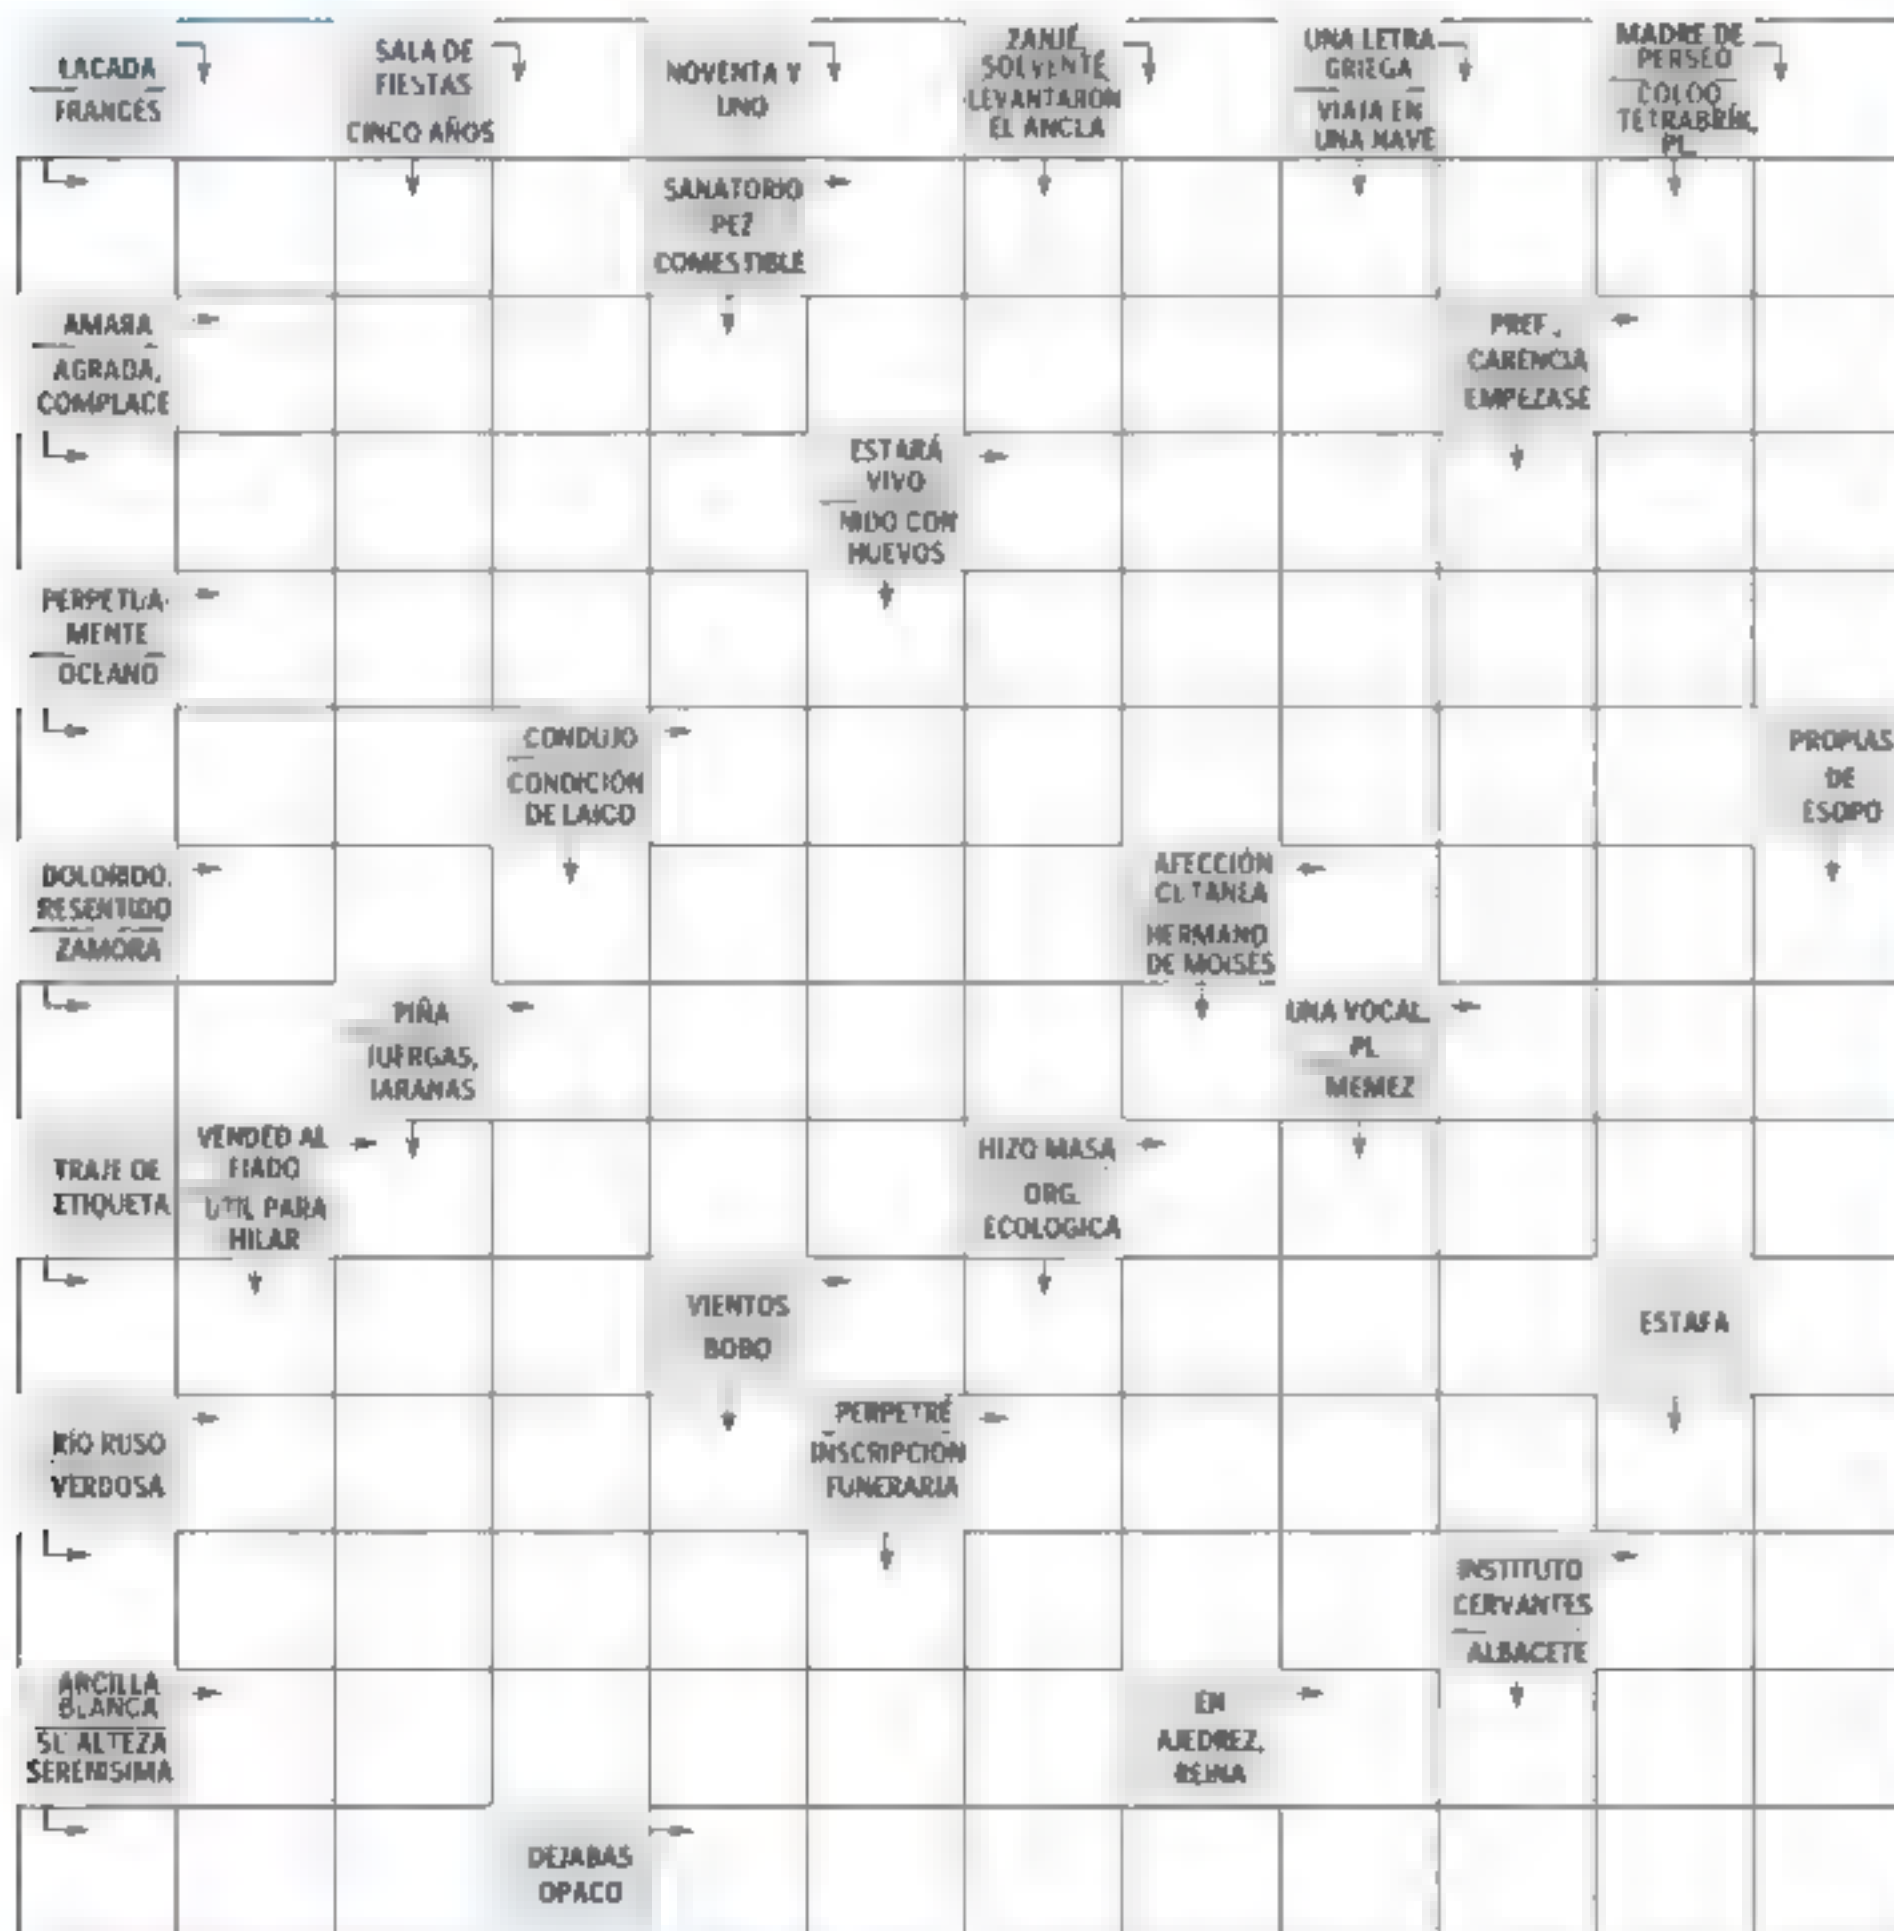 LACADA
FRANCÉS
SALA DE
FIESTAS
CINCO AÑOS
NOVENTA Y
UNO
ZANJÉ,
SOLVENTÉ
LEVANTARON
EL ANCLA
UNA LETRA
GRIEGA
VIAJA EN
UNA NAVE
MADRE DE
PERSEO
COLOQ.
TETRABRIK,
PL.
SANATORIO
PEZ
COMESTIBLE
AMARA
AGRADA,
COMPLACE
PREF.,
CARENCIA
EMPEZASE
ESTARÁ
VIVO
NIDO CON
HUEVOS
PERPETUA-
MENTE
OCÉANO
CONDUJO
CONDICIÓN
DE LAICO
PROPIAS
DE
ESOPO
DOLORIDO,
RESENTIDO
ZAMORA
AFECCIÓN
CUTÁNEA
HERMANO
DE MOISÉS
PIÑA
JUERGAS,
JARANAS
UNA VOCAL,
PL.
MEMEZ
TRAJE DE
ETIQUETA
VENDED AL
FIADO
ÚTIL PARA
HILAR
HIZO MASA
ORG.
ECOLÓGICA
VIENTOS
BOBO
ESTAFA
RÍO RUSO
VERDOSA
PERPETRÉ
INSCRIPCIÓN
FUNERARIA
INSTITUTO
CERVANTES
ALBACETE
ARCILLA
BLANCA
SU ALTEZA
SERENÍSIMA
EN
AJEDREZ,
REINA
DEJABAS
OPACO